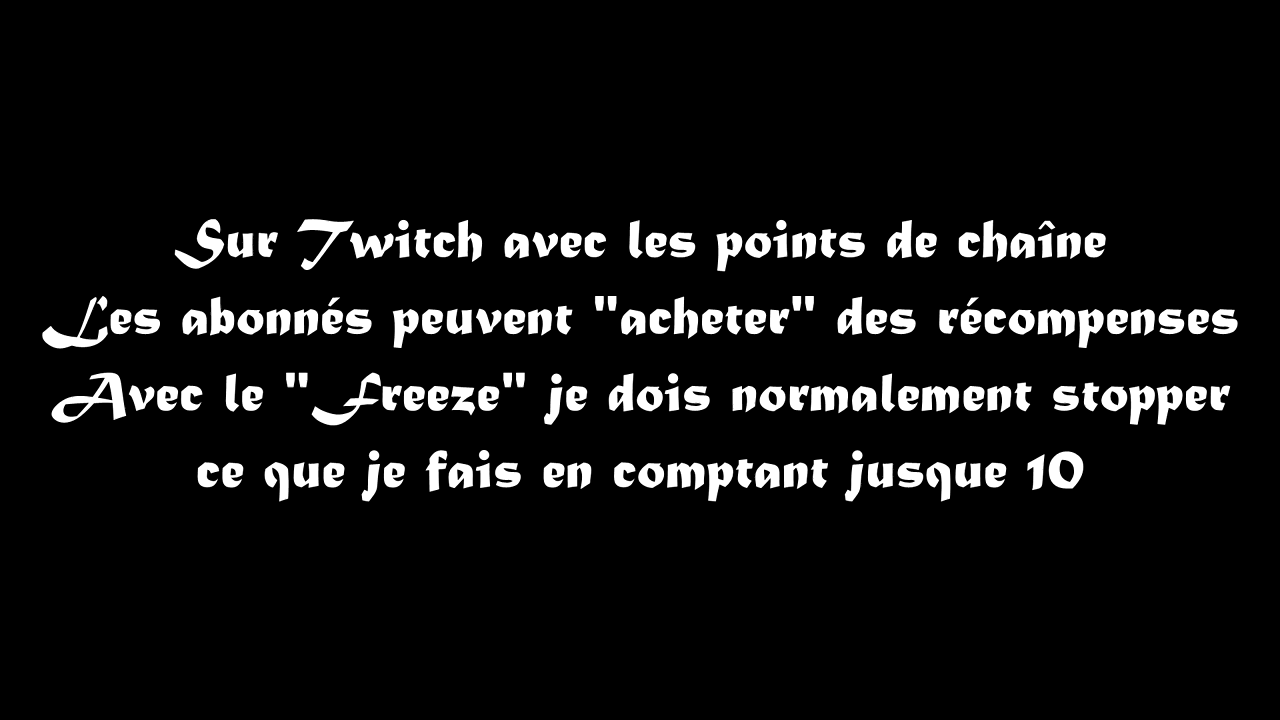 Sur Twitch avec les points de chaîne
Les abonnés peuvent "acheter" des récompenses
Avec le "Freeze" je dois normalement stopper
ce que je fais en comptant jusque 10